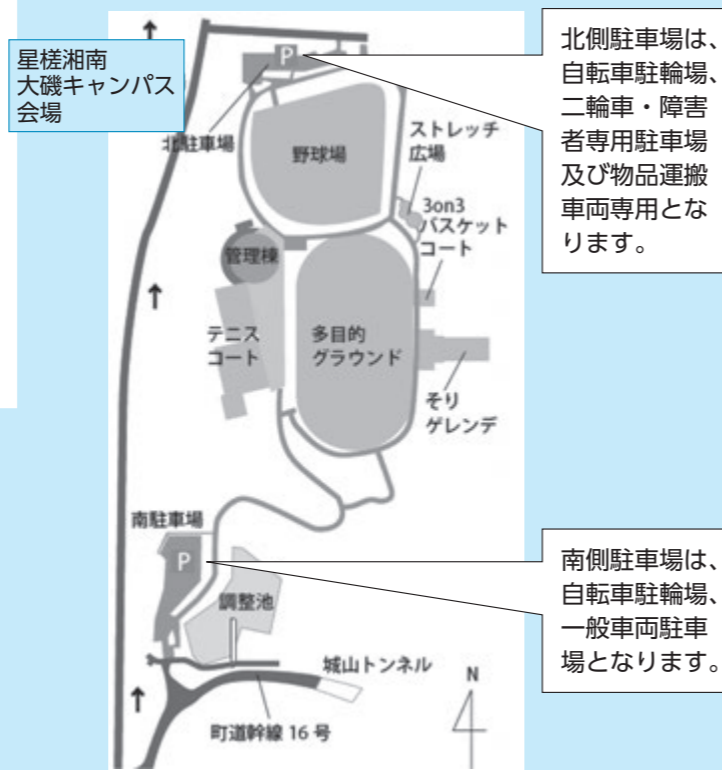 星槎湘南
大磯キャンパス
会場
P
北駐車場
野球場
ストレッチ
広場
3on3
バスケット
コート
管理棟
テニス
コート
多目的
グラウンド
そり
ゲレンデ
南駐車場
P
調整池
城山トンネル
町道幹線 16 号
N
北側駐車場は、
自転車駐輪場、
二輪車・障害
者専用駐車場
及び物品運搬
車両専用とな
ります。
南側駐車場は、
自転車駐輪場、
一般車両駐車
場となります。